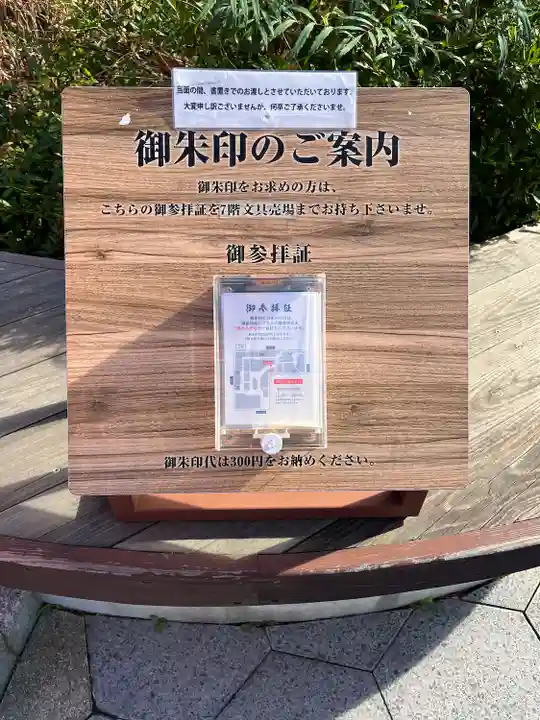 当面の間、書置きでのお渡しとさせていただいております。
大変申し訳ございませんが、何卒ご了承くださいませ。
御朱印のご案内
御朱印をお求めの方は、
こちらの御参拝証を7階文具売場までお持ち下さいませ。
御参拝証
御参拝証
御朱印代は300円をお納めください。